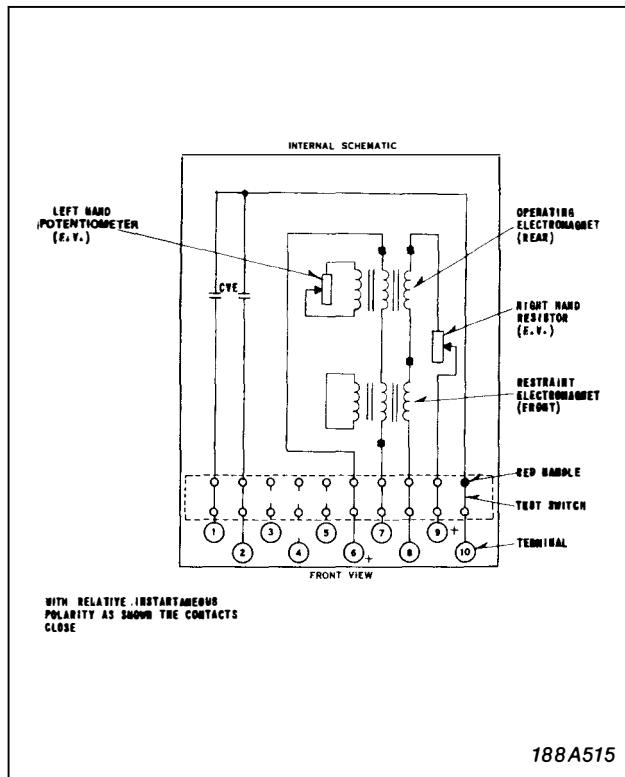 INTERNAL SCHEMATIC
LEFT HAND
POTENTIOMETER
(E.V.)
OPERATING
ELECTROMAGNET
(REAR)
CVE
RIGHT HAND
RESISTOR
(E.V.)
RESTRAINT
ELECTROMAGNET
(FRONT)
RED HANDLE
TEST SWITCH
1 3 5 7 9 +
2 4 6 + 8 10
TERMINAL
FRONT VIEW
WITH RELATIVE INSTANTANEOUS
POLARITY AS SHOWN THE CONTACTS
CLOSE
188A515